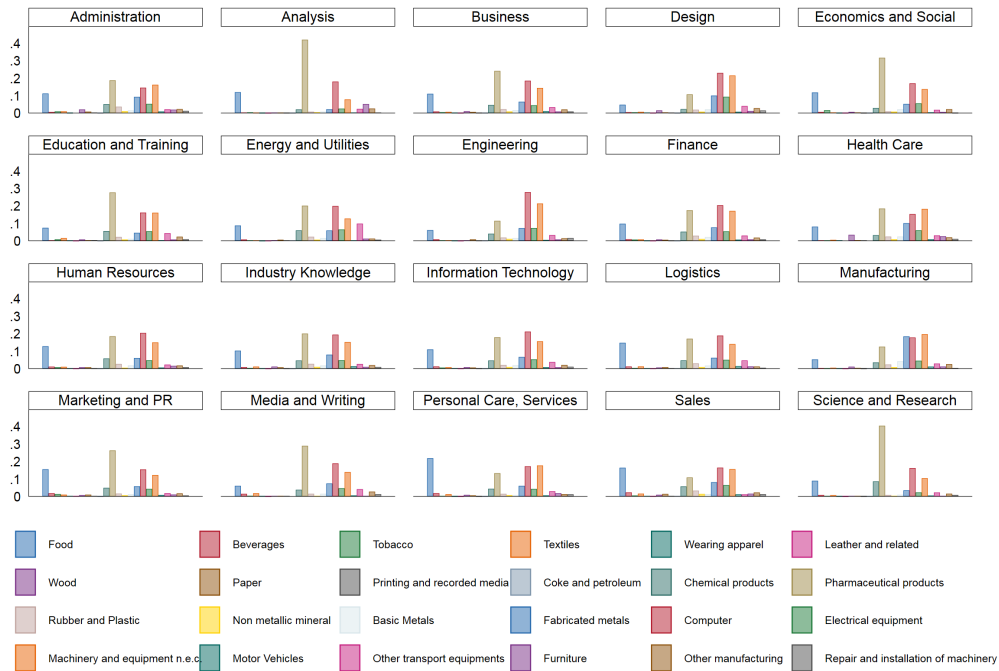 Administration
Analysis
Business
Design
Economics and Social
.4
.3
.2
.1
0
Education and Training
Energy and Utilities
Engineering
Finance
Health Care
.4
.3
.2
.1
0
Human Resources
Industry Knowledge
Information Technology
Logistics
Manufacturing
.4
.3
.2
.1
0
Marketing and PR
Media and Writing
Personal Care, Services
Sales
Science and Research
.4
.3
.2
.1
0
Food
Beverages
Tobacco
Textiles
Wearing apparel
Leather and related
Wood
Paper
Printing and recorded media
Coke and petroleum
Chemical products
Pharmaceutical products
Rubber and Plastic
Non metallic mineral
Basic Metals
Fabricated metals
Computer
Electrical equipment
Machinery and equipment n.e.c.
Motor Vehicles
Other transport equipments
Furniture
Other manufacturing
Repair and installation of machinery